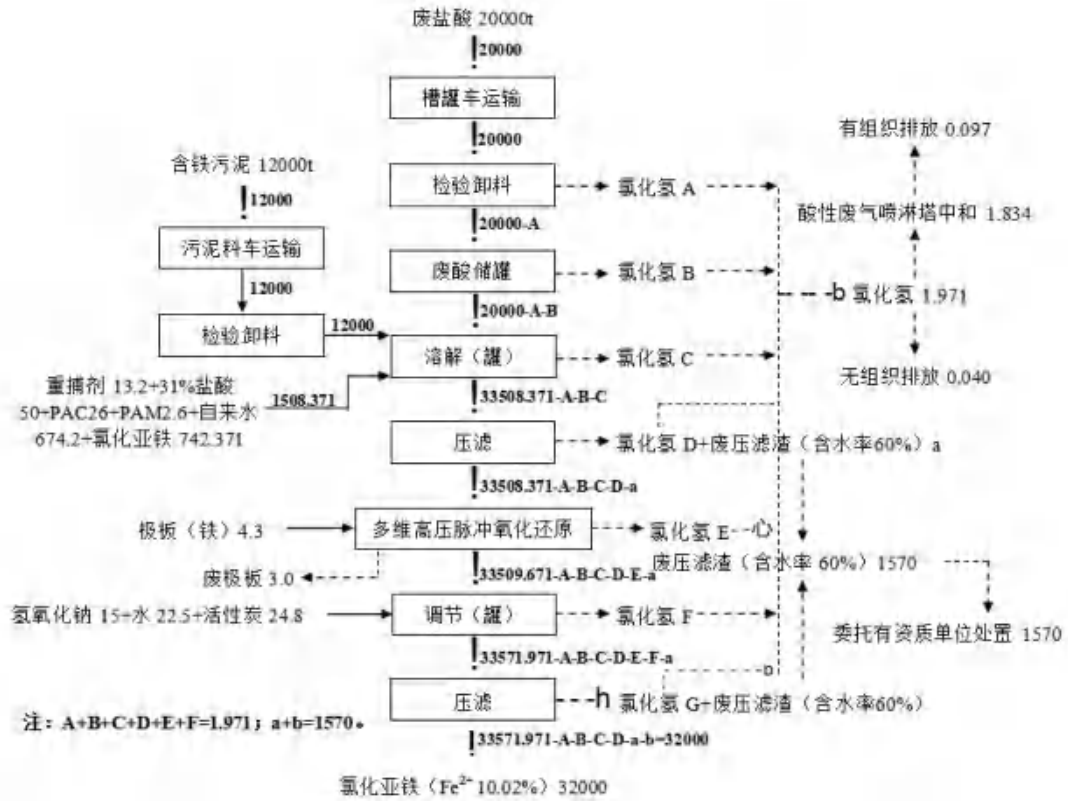 废盐酸 20000t
20000
槽罐车运输
20000
有组织排放 0.097
含铁污泥 12000t
检验卸料
氯化氢 A
12000
20000-A
酸性废气喷淋塔中和 1.834
污泥料车运输
废酸储罐
氯化氢 B
12000
20000-A-B
b 氯化氢 1.971
检验卸料
12000
溶解（罐）
氯化氢 C
重捕剂 13.2+31%盐酸
50+PAC26+PAM2.6+自来水
674.2+氯化亚铁 742.371
1508.371
33508.371-A-B-C
无组织排放 0.040
压滤
氯化氢 D+废压滤渣（含水率60%）a
33508.371-A-B-C-D-a
极板（铁）4.3
多维高压脉冲氧化还原
氯化氢 E--心
废极板 3.0
33509.671-A-B-C-D-E-a
废压滤渣（含水率 60%）1570
氢氧化钠 15+水 22.5+活性炭 24.8
调节（罐）
氯化氢 F
委托有资质单位处置 1570
33571.971-A-B-C-D-E-F-a
压滤
h 氯化氢 G+废压滤渣（含水率60%）
注：A+B+C+D+E+F=1.971；a+b=1570。
33571.971-A-B-C-D-a-b=32000
氯化亚铁（Fe²⁻ 10.02%）32000